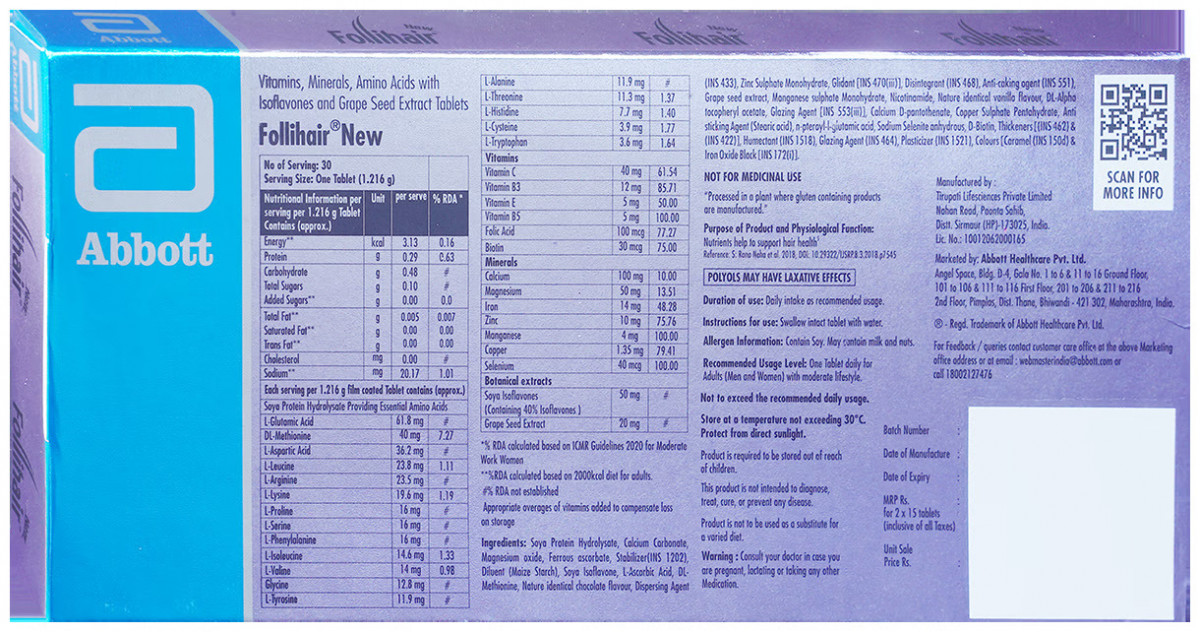 Abbott
Abbott
New
Follihair
New
Follihair
New
Follihair
Follihair New
Follihair New
Abbott
Vitamins, Minerals, Amino Acids with
Isoflavones and Grape Seed Extract Tablets
Follihair® New
No of Serving: 30
Serving Size: One Tablet (1.216 g)
Nutritional Information per serving per 1.216 g Tablet Contains (approx.) Unit per serve % RDA *
Energy** kcal 3.13 0.16
Protein g 0.29 0.63
Carbohydrate g 0.48 #
Total Sugars g 0.10 #
Added Sugars** g 0.00 0.0
Total Fat** g 0.005 0.007
Saturated Fat** g 0.00 0.00
Trans Fat** g 0.00 0.00
Cholesterol mg 0.00 #
Sodium** mg 20.17 1.01
Each serving per 1.216 g film coated Tablet contains (approx.)
Soya Protein Hydrolysate Providing Essential Amino Acids
L-Glutamic Acid 61.8 mg #
DL-Methionine 40 mg 7.27
L-Aspartic Acid 36.2 mg #
L-Leucine 23.8 mg 1.11
L-Arginine 23.5 mg #
L-Lysine 19.6 mg 1.19
L-Proline 16 mg #
L-Serine 16 mg #
L-Phenylalanine 16 mg #
L-Isoleucine 14.6 mg 1.33
L-Valine 14 mg 0.98
Glycine 12.8 mg #
L-Tyrosine 11.9 mg #
L-Alanine 11.9 mg #
L-Threonine 11.3 mg 1.37
L-Histidine 7.7 mg 1.40
L-Cysteine 3.9 mg 1.77
L-Tryptophan 3.6 mg 1.64
Vitamins
Vitamin C 40 mg 61.54
Vitamin B3 12 mg 85.71
Vitamin E 5 mg 50.00
Vitamin B5 5 mg 100.00
Folic Acid 100 mcg 77.27
Biotin 30 mcg 75.00
Minerals
Calcium 100 mg 10.00
Magnesium 50 mg 13.51
Iron 14 mg 48.28
Zinc 10 mg 75.76
Manganese 4 mg 100.00
Copper 1.35 mg 79.41
Selenium 40 mcg 100.00
Botanical extracts
Soya Isoflavones 50 mg #
(Containing 40% Isoflavones )
Grape Seed Extract 20 mg #
*% RDA calculated based on ICMR Guidelines 2020 for Moderate
Work Women
**%RDA calculated based on 2000kcal diet for adults.
#% RDA not established
Appropriate overages of vitamins added to compensate loss
on storage
Ingredients: Soya Protein Hydrolysate, Calcium Carbonate,
Magnesium oxide, Ferrous ascorbate, Stabilizer(INS 1202),
Diluent (Maize Starch), Soya Isoflavone, L-Ascorbic Acid, DL-
Methionine, Nature identical chocolate flavour, Dispersing Agent
(INS 433), Zinc Sulphate Monohydrate, Glidant [INS 470(iii)], Disintegrant (INS 468), Anti-caking agent (INS 551),
Grape seed extract, Manganese sulphate Monohydrate, Nicotinamide, Nature identical vanilla flavour, DL-Alpha
tocopheryl acetate, Glazing Agent [INS 553(iii)], Calcium D-pantothenate, Copper Sulphate Pentahydrate, Anti
sticking Agent (Stearic acid), n-pteroyl-l-glutamic acid, Sodium Selenite anhydrous, D-Biotin, Thickeners [(INS 462) &
(INS 422)], Humectant (INS 1518), Glazing Agent (INS 464), Plasticizer (INS 1521), Colours [Caramel (INS 150d) &
Iron Oxide Black [INS 172(i)].
NOT FOR MEDICINAL USE
"Processed in a plant where gluten containing products
are manufactured."
Purpose of Product and Physiological Function:
Nutrients help to support hair health¹
Reference: S: Rana Neha et al. 2018, DOI: 10.29322/IJSRP.8.3.2018.p7545
POLYOLS MAY HAVE LAXATIVE EFFECTS
Duration of use: Daily intake as recommended usage.
Instructions for use: Swallow intact tablet with water.
Allergen Information: Contain Soy. May contain milk and nuts.
Recommended Usage Level: One Tablet daily for
Adults (Men and Women) with moderate lifestyle.
Not to exceed the recommended daily usage.
Store at a temperature not exceeding 30°C.
Protect from direct sunlight.
Product is required to be stored out of reach
of children.
This product is not intended to diagnose,
treat, cure, or prevent any disease.
Product is not to be used as a substitute for
a varied diet.
Warning : Consult your doctor in case you
are pregnant, lactating or taking any other
Medication.
SCAN FOR
MORE INFO
Manufactured by :
Tirupati Lifesciences Private Limited
Nahan Road, Paonta Sahib,
Distt. Sirmaur (HP)-173025, India.
Lic. No.: 10012062000165
Marketed by: Abbott Healthcare Pvt. Ltd.
Angel Space, Bldg. D-4, Gala No. 1 to 6 & 11 to 16 Ground Floor,
101 to 106 & 111 to 116 First Floor, 201 to 206 & 211 to 216
2nd Floor, Pimplas, Dist. Thane, Bhiwandi - 421 302, Maharashtra, India.
® - Regd. Trademark of Abbott Healthcare Pvt. Ltd.
For Feedback / queries contact customer care office at the above Marketing
office address or at email : webmasterindia@abbott.com or
call 18002127476
Batch Number :
Date of Manufacture :
Date of Expiry :
MRP Rs. :
for 2 x 15 tablets
(inclusive of all Taxes)
Unit Sale
Price Rs. :